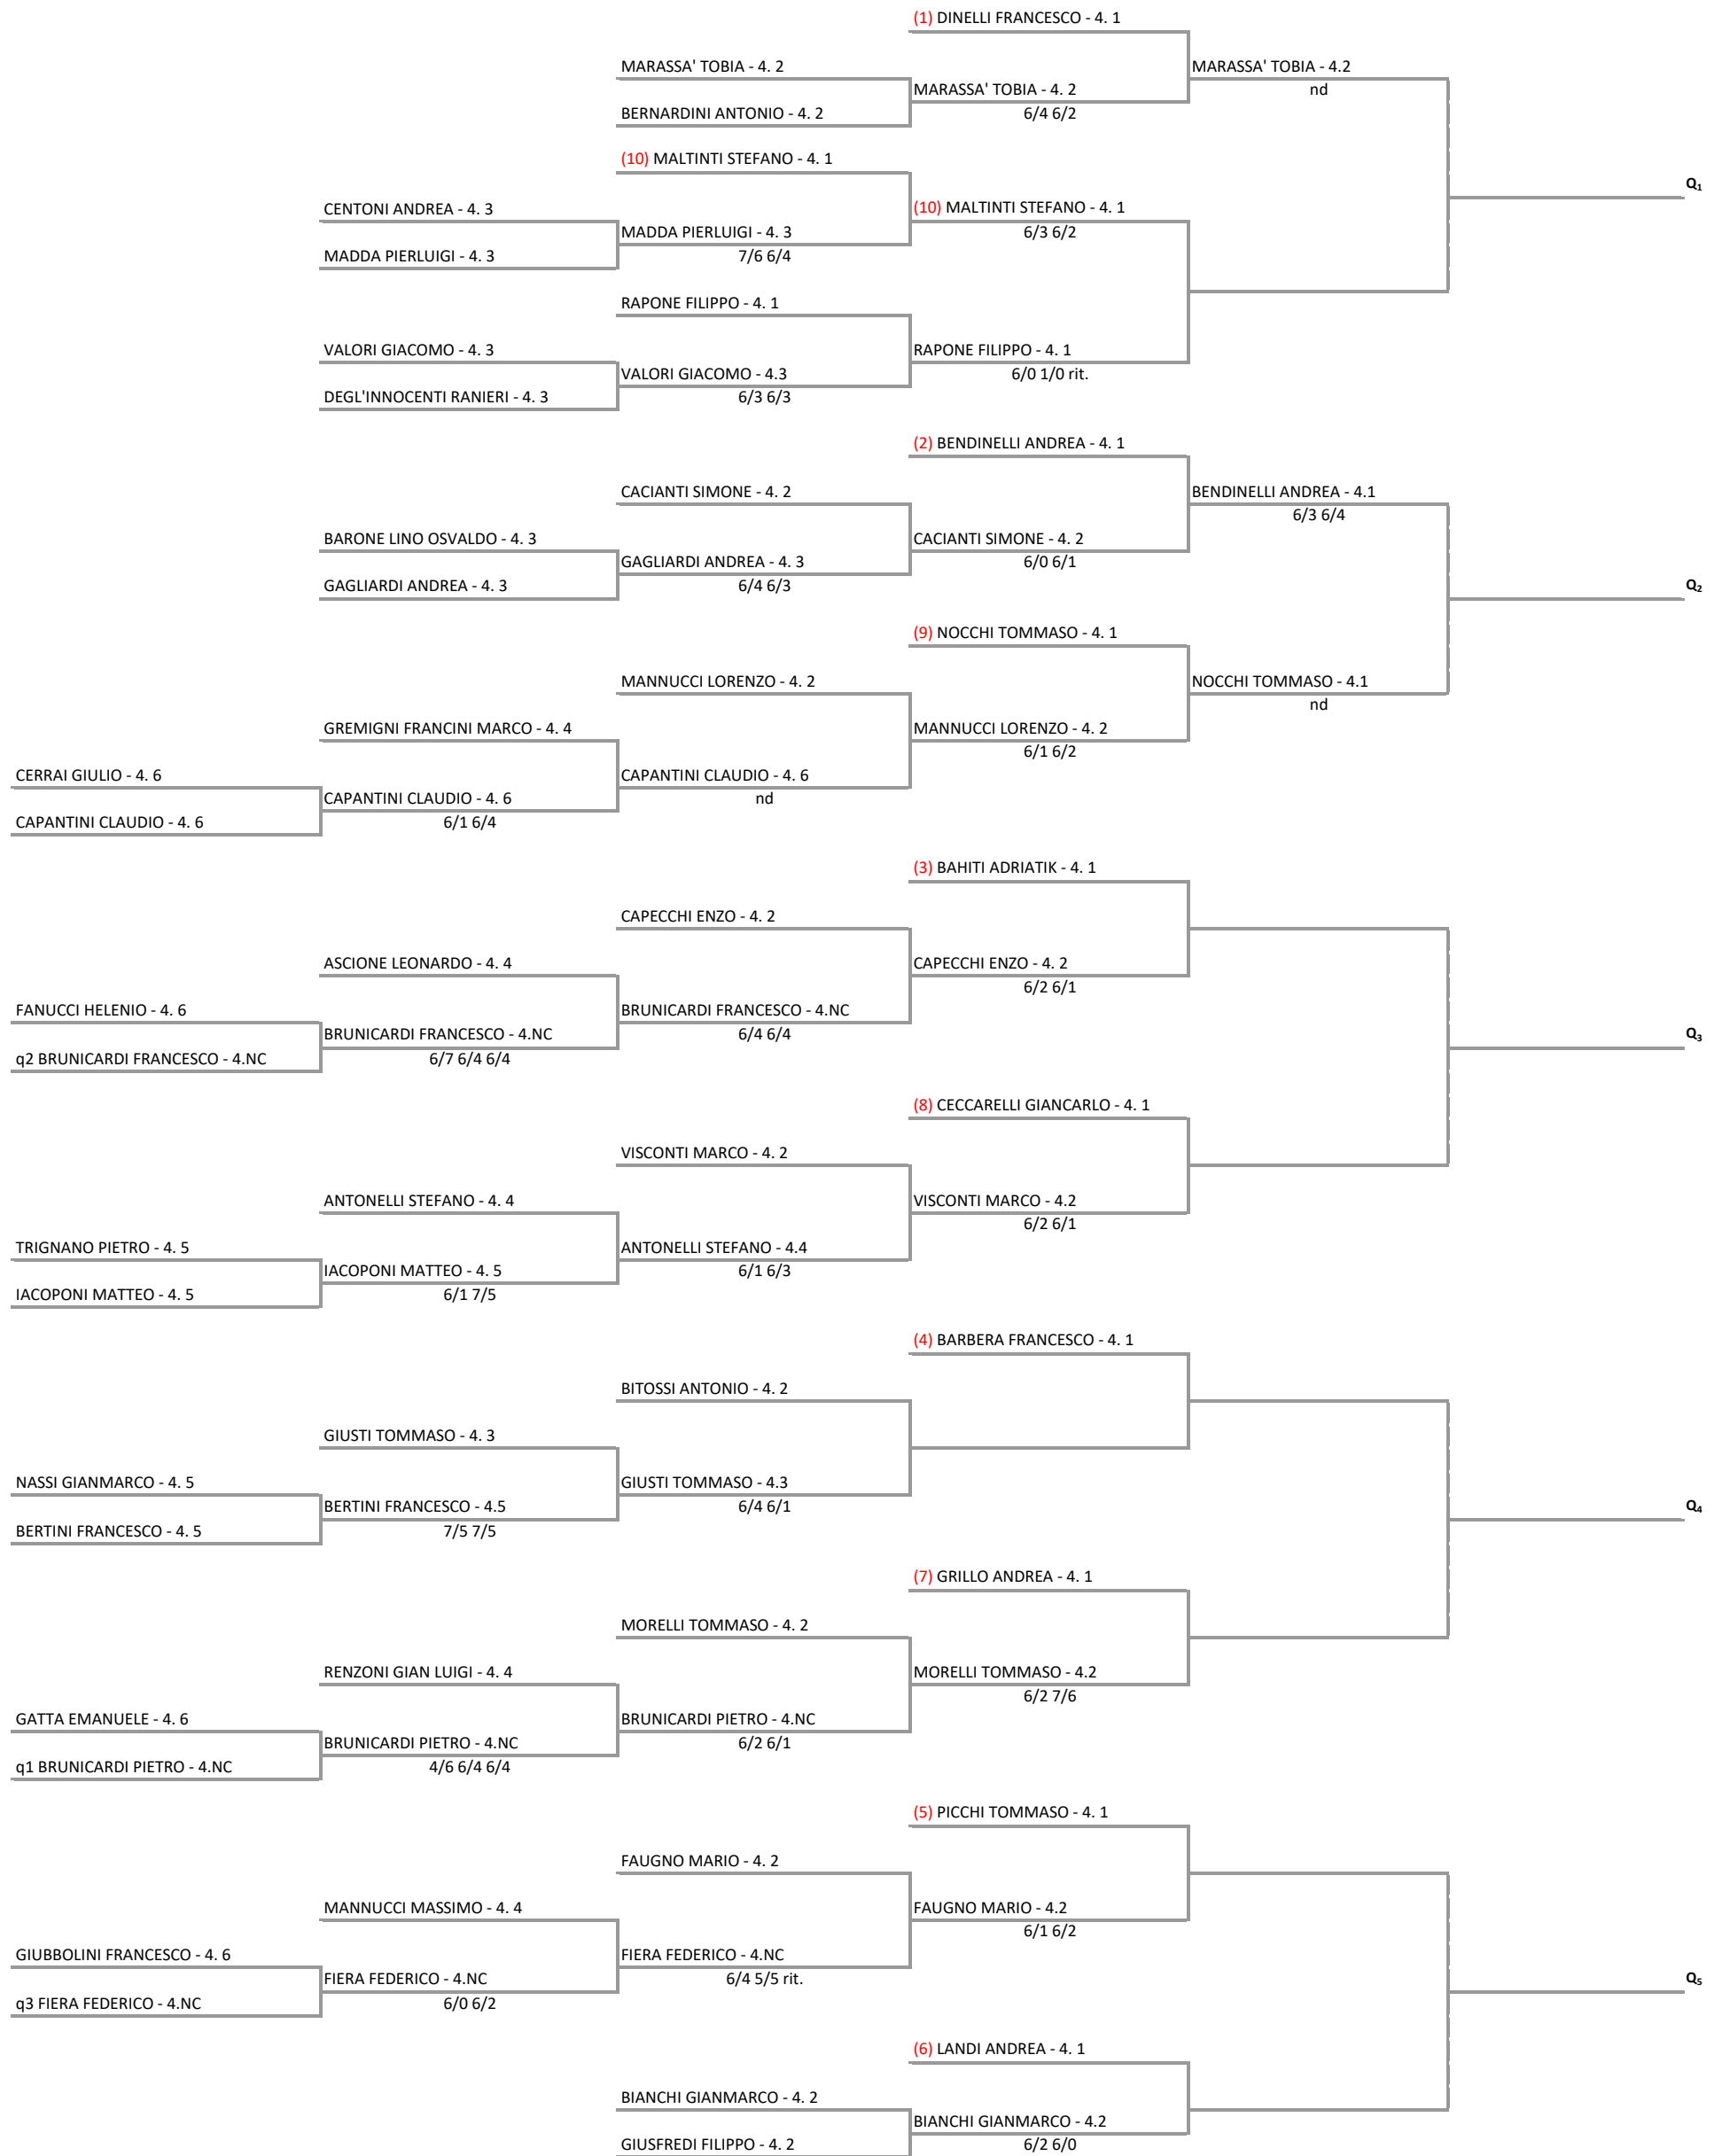 (1) DINELLI FRANCESCO - 4. 1
MARASSA' TOBIA - 4. 2
MARASSA' TOBIA - 4.2
nd
MARASSA' TOBIA - 4. 2
6/4 6/2
BERNARDINI ANTONIO - 4. 2
(10) MALTINTI STEFANO - 4. 1
Q1
CENTONI ANDREA - 4. 3
(10) MALTINTI STEFANO - 4. 1
6/3 6/2
MADDA PIERLUIGI - 4. 3
7/6 6/4
MADDA PIERLUIGI - 4. 3
RAPONE FILIPPO - 4. 1
VALORI GIACOMO - 4. 3
RAPONE FILIPPO - 4. 1
6/0 1/0 rit.
VALORI GIACOMO - 4.3
6/3 6/3
DEGL'INNOCENTI RANIERI - 4. 3
(2) BENDINELLI ANDREA - 4. 1
CACIANTI SIMONE - 4. 2
BENDINELLI ANDREA - 4.1
6/3 6/4
BARONE LINO OSVALDO - 4. 3
CACIANTI SIMONE - 4. 2
6/0 6/1
GAGLIARDI ANDREA - 4. 3
6/4 6/3
GAGLIARDI ANDREA - 4. 3
Q2
(9) NOCCHI TOMMASO - 4. 1
MANNUCCI LORENZO - 4. 2
NOCCHI TOMMASO - 4.1
nd
GREMIGNI FRANCINI MARCO - 4. 4
MANNUCCI LORENZO - 4. 2
6/1 6/2
CERRAI GIULIO - 4. 6
CAPANTINI CLAUDIO - 4. 6
nd
CAPANTINI CLAUDIO - 4. 6
6/1 6/4
CAPANTINI CLAUDIO - 4. 6
(3) BAHITI ADRIATIK - 4. 1
CAPECCHI ENZO - 4. 2
ASCIONE LEONARDO - 4. 4
CAPECCHI ENZO - 4. 2
6/2 6/1
FANUCCI HELENIO - 4. 6
BRUNICARDI FRANCESCO - 4.NC
6/4 6/4
BRUNICARDI FRANCESCO - 4.NC
6/7 6/4 6/4
Q3
q2 BRUNICARDI FRANCESCO - 4.NC
(8) CECCARELLI GIANCARLO - 4. 1
VISCONTI MARCO - 4. 2
ANTONELLI STEFANO - 4. 4
VISCONTI MARCO - 4.2
6/2 6/1
TRIGNANO PIETRO - 4. 5
ANTONELLI STEFANO - 4.4
6/1 6/3
IACOPONI MATTEO - 4. 5
6/1 7/5
IACOPONI MATTEO - 4. 5
(4) BARBERA FRANCESCO - 4. 1
BITOSSI ANTONIO - 4. 2
GIUSTI TOMMASO - 4. 3
NASSI GIANMARCO - 4. 5
GIUSTI TOMMASO - 4.3
6/4 6/1
BERTINI FRANCESCO - 4.5
7/5 7/5
Q4
BERTINI FRANCESCO - 4. 5
(7) GRILLO ANDREA - 4. 1
MORELLI TOMMASO - 4. 2
RENZONI GIAN LUIGI - 4. 4
MORELLI TOMMASO - 4.2
6/2 7/6
GATTA EMANUELE - 4. 6
BRUNICARDI PIETRO - 4.NC
6/2 6/1
BRUNICARDI PIETRO - 4.NC
4/6 6/4 6/4
q1 BRUNICARDI PIETRO - 4.NC
(5) PICCHI TOMMASO - 4. 1
FAUGNO MARIO - 4. 2
MANNUCCI MASSIMO - 4. 4
FAUGNO MARIO - 4.2
6/1 6/2
GIUBBOLINI FRANCESCO - 4. 6
FIERA FEDERICO - 4.NC
6/4 5/5 rit.
FIERA FEDERICO - 4.NC
6/0 6/2
Q5
q3 FIERA FEDERICO - 4.NC
(6) LANDI ANDREA - 4. 1
BIANCHI GIANMARCO - 4. 2
BIANCHI GIANMARCO - 4.2
6/2 6/0
GIUSFREDI FILIPPO - 4. 2